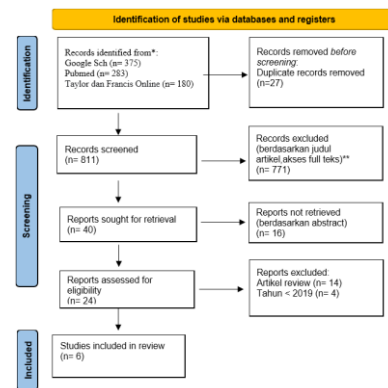 Identification of studies via databases and registers
Identification
Records identified from*:
Google Sch (n= 375)
Pubmed (n= 283)
Taylor dan Francis Online (n= 180)
Records removed before
screening:
Duplicate records removed
(n=27)
Screening
Records screened
(n= 811)
Records excluded
(berdasarkan judul
artikel,akses full teks)**
(n= 771)
Reports sought for retrieval
(n= 40)
Reports not retrieved
(berdasarkan abstract)
(n= 16)
Reports assessed for
eligibility
(n= 24)
Reports excluded:
Artikel review (n= 14)
Tahun < 2019 (n= 4)
Included
Studies included in review
(n= 6)